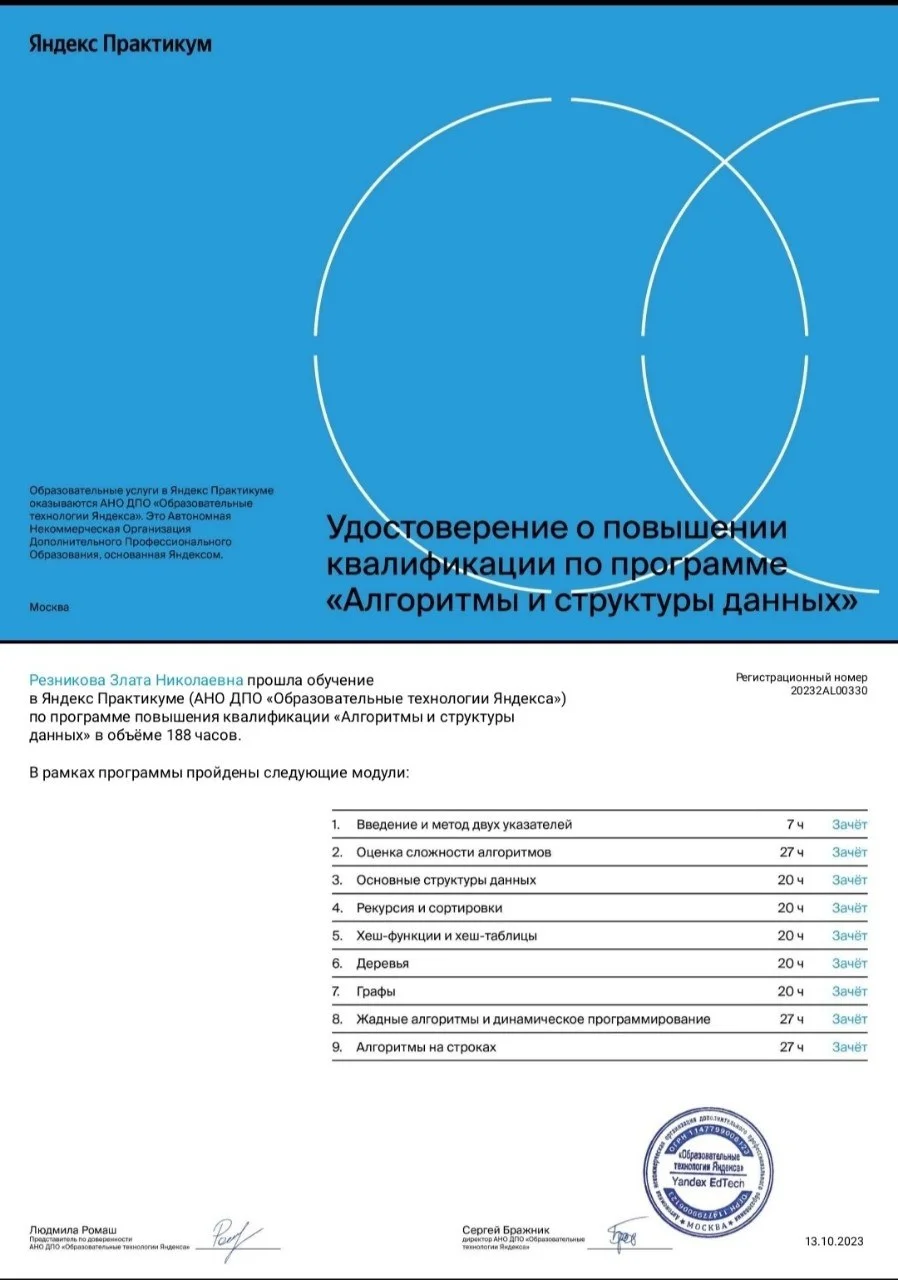 Яндекс Практикум
Образовательные услуги в Яндекс Практикуме
оказываются АНО ДПО «Образовательные
технологии Яндекса». Это Автономная
Некоммерческая Организация
Дополнительного Профессионального
Образования, основанная Яндексом.
Москва
Удостоверение о повышении
квалификации по программе
«Алгоритмы и структуры данных»
Резникова Злата Николаевна прошла обучение
в Яндекс Практикуме (АНО ДПО «Образовательные технологии Яндекса»)
по программе повышения квалификации «Алгоритмы и структуры
данных» в объёме 188 часов.
Регистрационный номер
20232AL00330
В рамках программы пройдены следующие модули:
1. Введение и метод двух указателей 7 ч Зачёт
2. Оценка сложности алгоритмов 27 ч Зачёт
3. Основные структуры данных 20 ч Зачёт
4. Рекурсия и сортировки 20 ч Зачёт
5. Хеш-функции и хеш-таблицы 20 ч Зачёт
6. Деревья 20 ч Зачёт
7. Графы 20 ч Зачёт
8. Жадные алгоритмы и динамическое программирование 27 ч Зачёт
9. Алгоритмы на строках 27 ч Зачёт
«Образовательные
технологии Яндекса»
Yandex EdTech
МОСКВА
Людмила Ромаш
Представитель по доверенности
АНО ДПО «Образовательные технологии Яндекса»
Сергей Бражник
директор АНО ДПО «Образовательные
технологии Яндекса»
13.10.2023